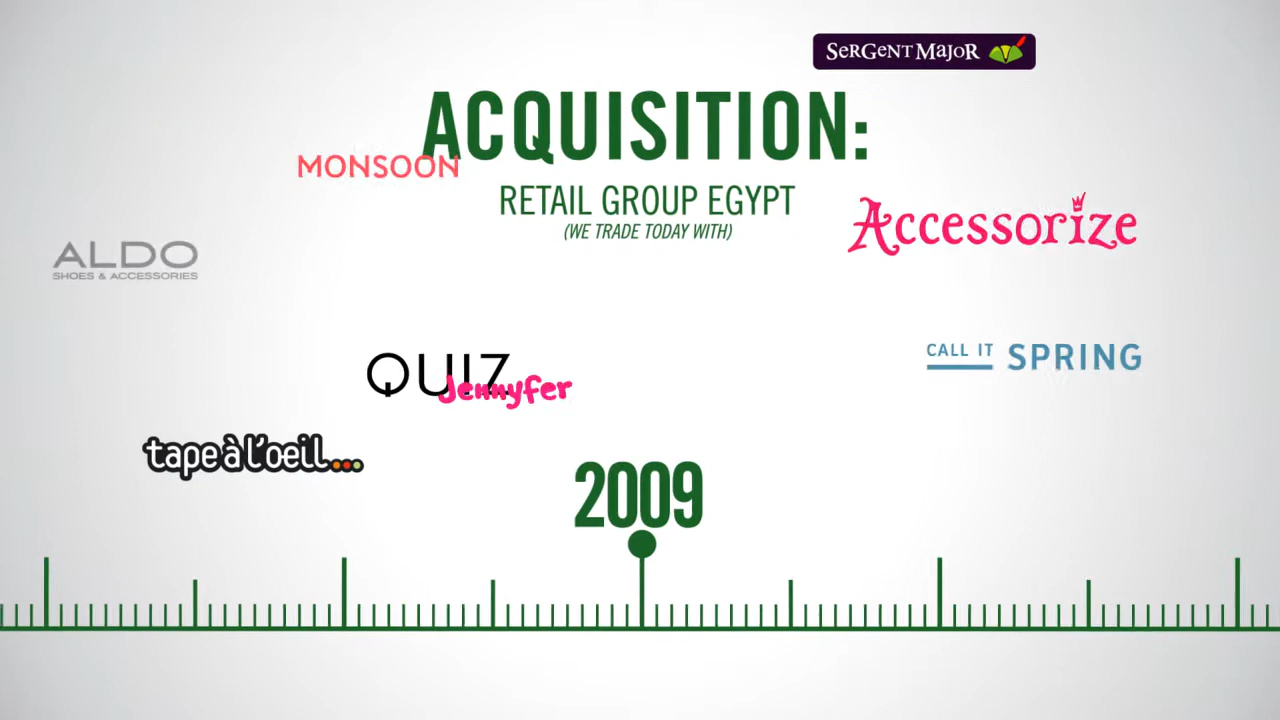 SERGENT MAJOR
ACQUISITION:
MONSOON
RETAIL GROUP EGYPT
Accessorize
(WE TRADE TODAY WITH)
ALDO
SHOES & ACCESSORIES
CALL IT SPRING
QUIZ
Jennyfer
tape à l'oeil...
2009